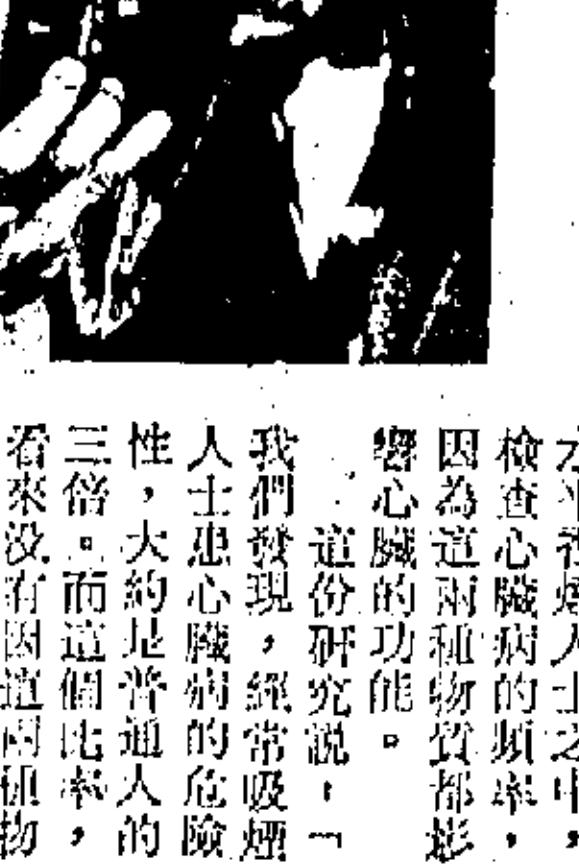 人士之中，
檢查心臟病的頻率，
因為這兩種物質都影
響心臟的功能。
這份研究說，「
我們發現，經常吸煙
人士患心臟病的危險
性，大約是普通人的
三倍。而這個比率，
看來没有因這兩種物